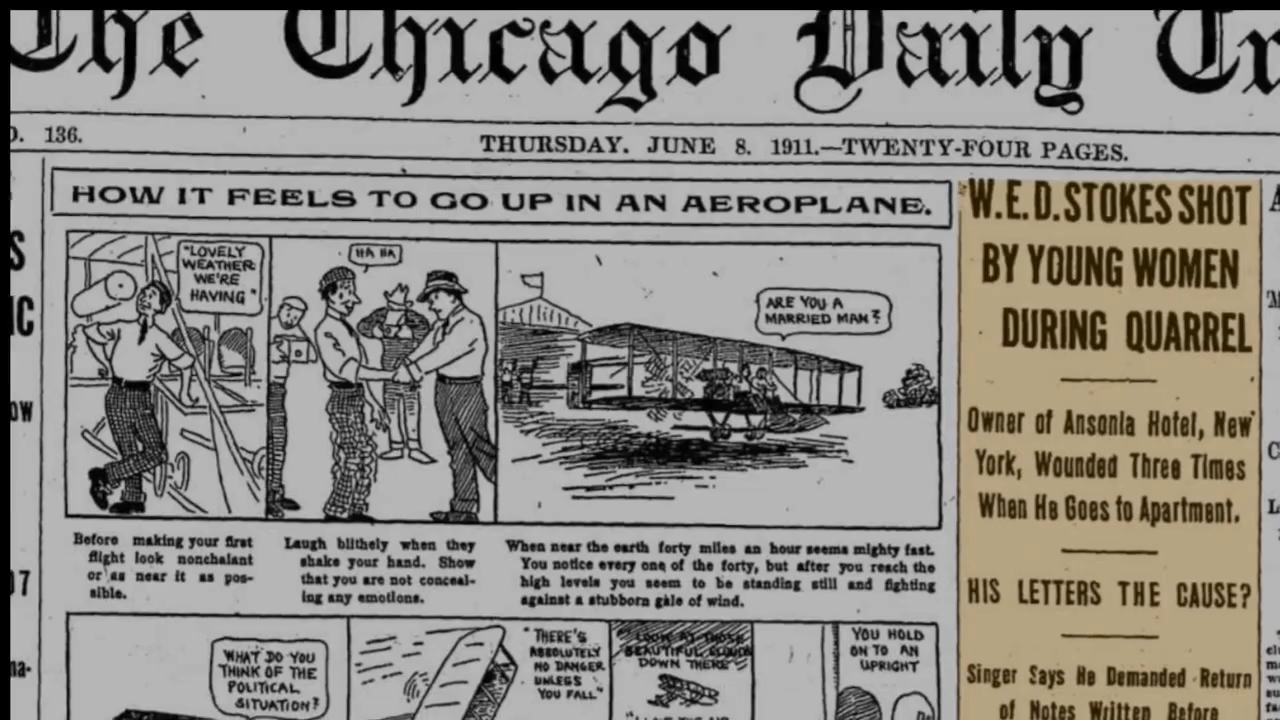 The Chicago Daily Tr
O. 136.
THURSDAY, JUNE 8, 1911.—TWENTY-FOUR PAGES.
HOW IT FEELS TO GO UP IN AN AEROPLANE.
"LOVELY
WEATHER
WE'RE
HAVING"
HA HA
ARE YOU A
MARRIED MAN?
Before making your first
flight look nonchalant
or as near it as pos-
sible.
Laugh blithely when they
shake your hand. Show
that you are not conceal-
ing any emotions.
When near the earth forty miles an hour seems mighty fast.
You notice every one of the forty, but after you reach the
high levels you seem to be standing still and fighting
against a stubborn gale of wind.
WHAT DO YOU
THINK OF THE
POLITICAL
SITUATION?
"THERE'S
ABSOLUTELY
NO DANGER
UNLESS
YOU FALL"
LOOK AT THOSE
BEAUTIFUL CLOUDS
DOWN THERE
YOU HOLD
ON TO AN
UPRIGHT
W.E.D. STOKES SHOT
BY YOUNG WOMEN
DURING QUARREL
Owner of Ansonia Hotel, New
York, Wounded Three Times
When He Goes to Apartment.
HIS LETTERS THE CAUSE?
Singer Says He Demanded Return
of Notes Written Before